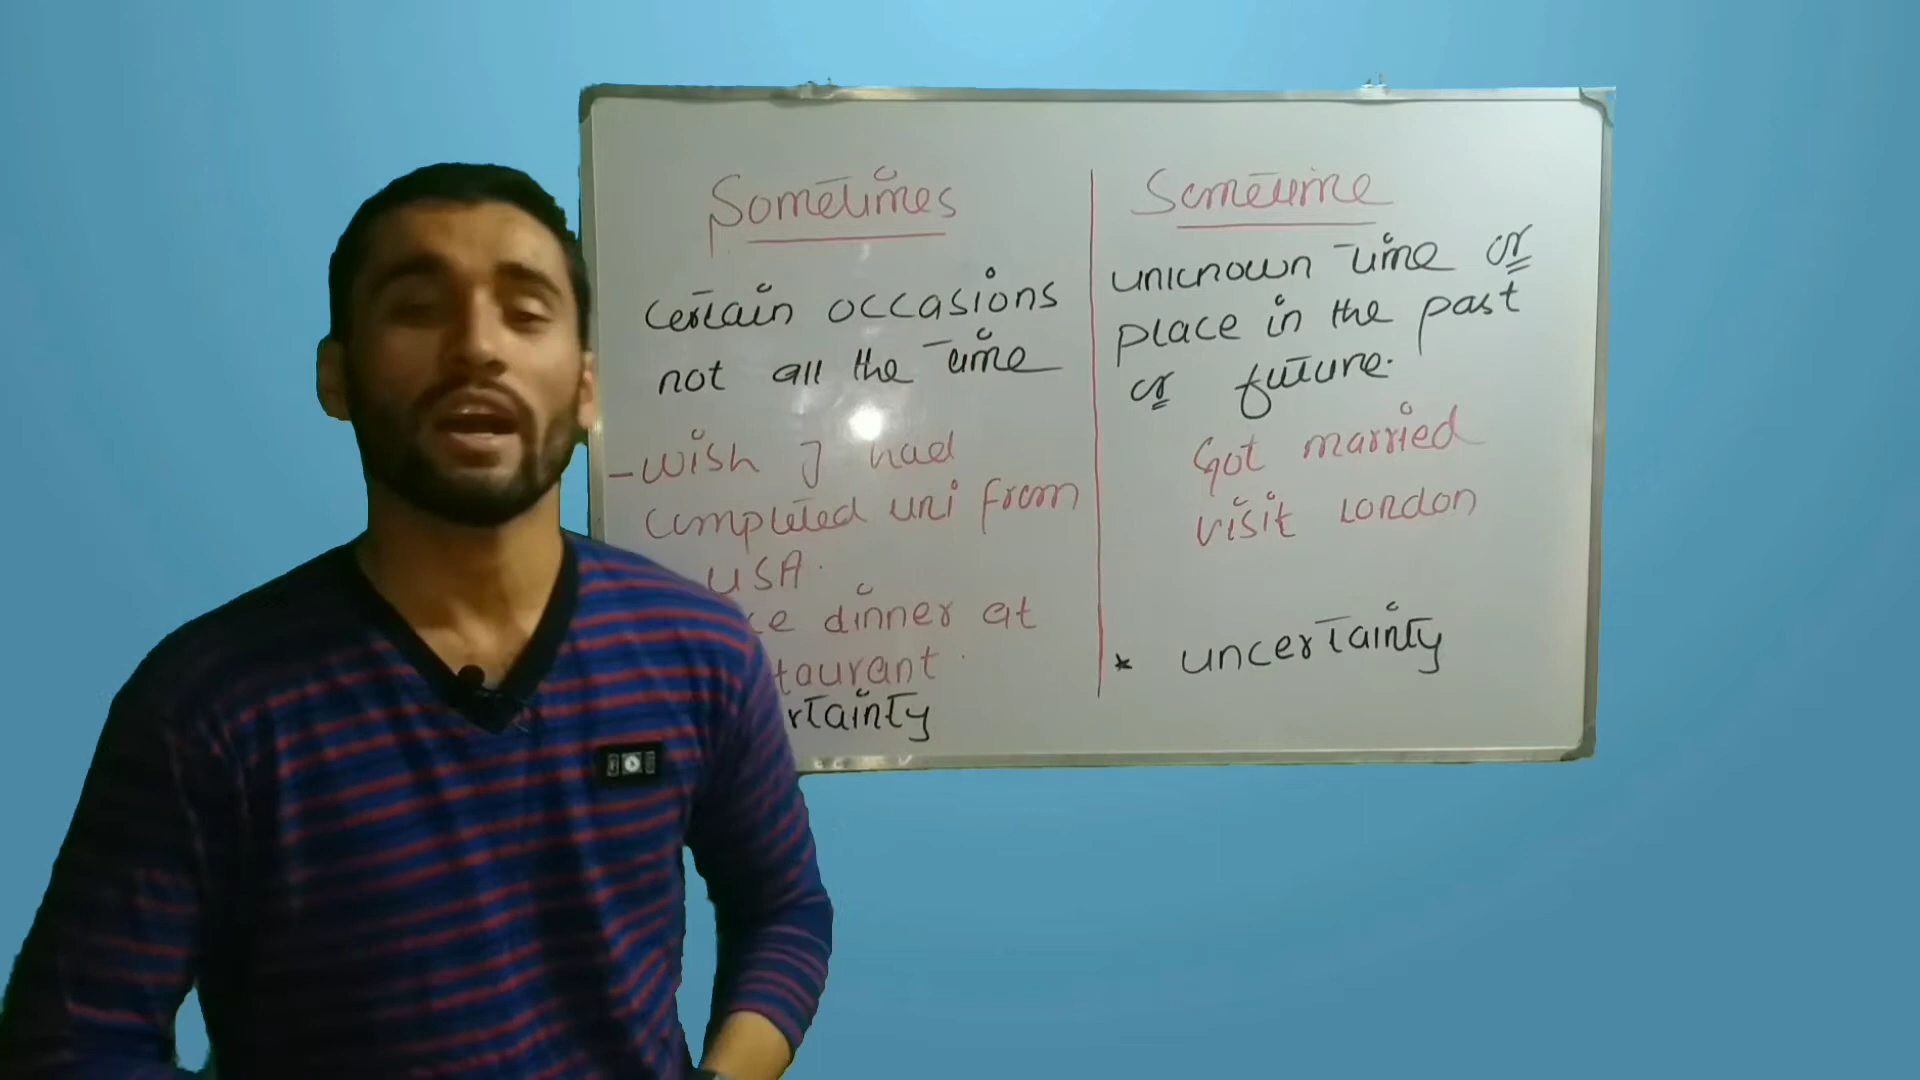 Sometimes
certain occasions
not all the time
- wish I had
completed uni from
USA.
dinner at
taurant.
rtainty
Sometime
unknown time or
place in the past
or future.
Got married
visit London
* uncertainty